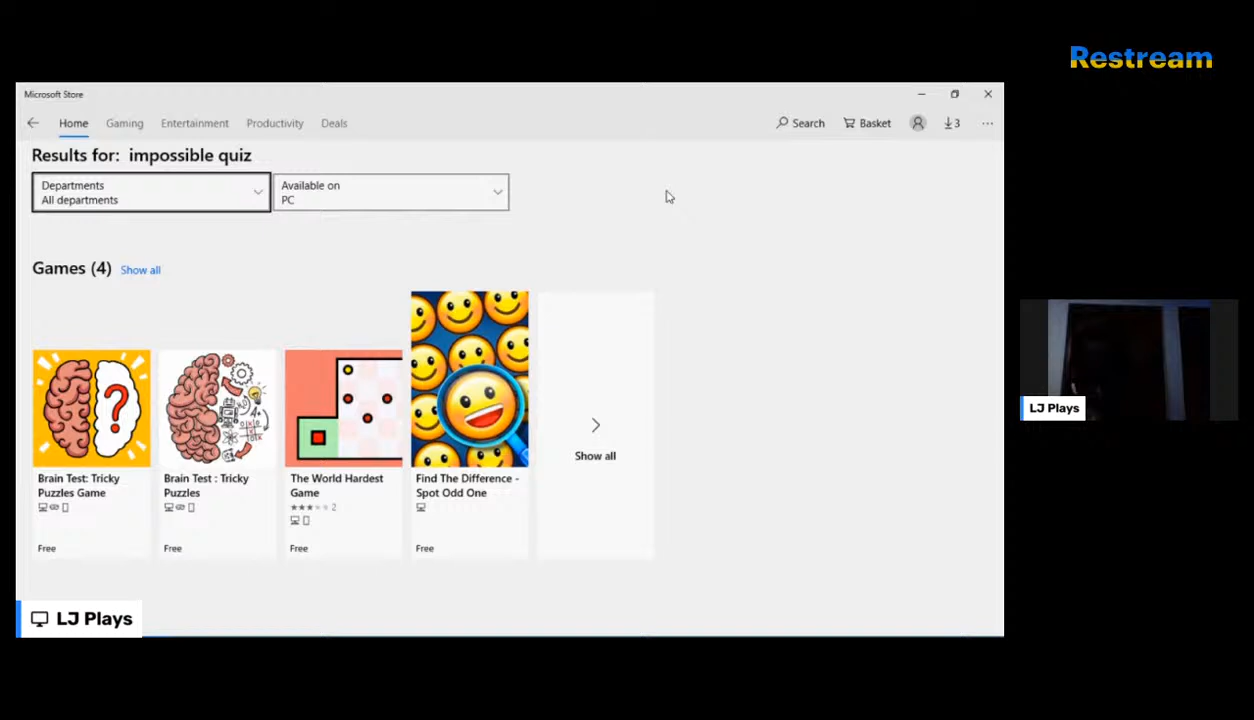 Restream
Microsoft Store
Home Gaming Entertainment Productivity Deals Search Basket 3
Results for: impossible quiz
Departments
All departments
Available on
PC
Games (4) Show all
?
Brain Test: Tricky
Puzzles Game
Free
Brain Test : Tricky
Puzzles
Free
The World Hardest
Game
2
Free
Find The Difference -
Spot Odd One
Free
Show all
LJ Plays
LJ Plays